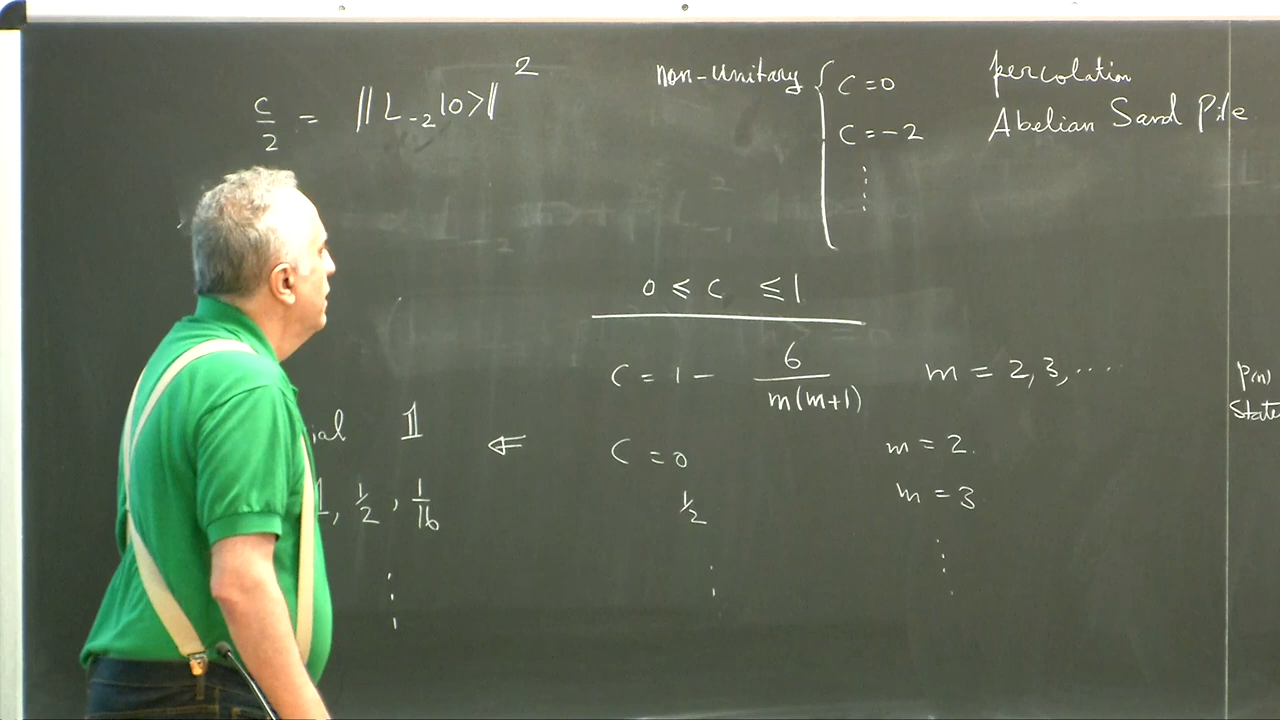 c/2 = ||L₋₂|0>||²
non-unitary { C = 0 percolation
C = -2 Abelian Sand Pile
⋮
0 ≤ C ≤ 1
C = 1 - 6/m(m+1) m = 2, 3, ....
p(n)
State
ial 𝟙 ⇐ C = 0 m = 2.
1, 1/2, 1/16 1/2 m = 3
⋮ ⋮ ⋮